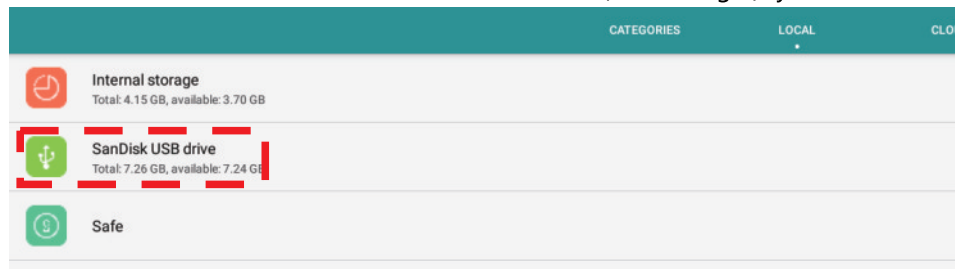 CATEGORIES LOCAL
Internal storage
Total: 4.15 GB, available: 3.70 GB
SanDisk USB drive
Total: 7.26 GB, available: 7.24 GB
Safe